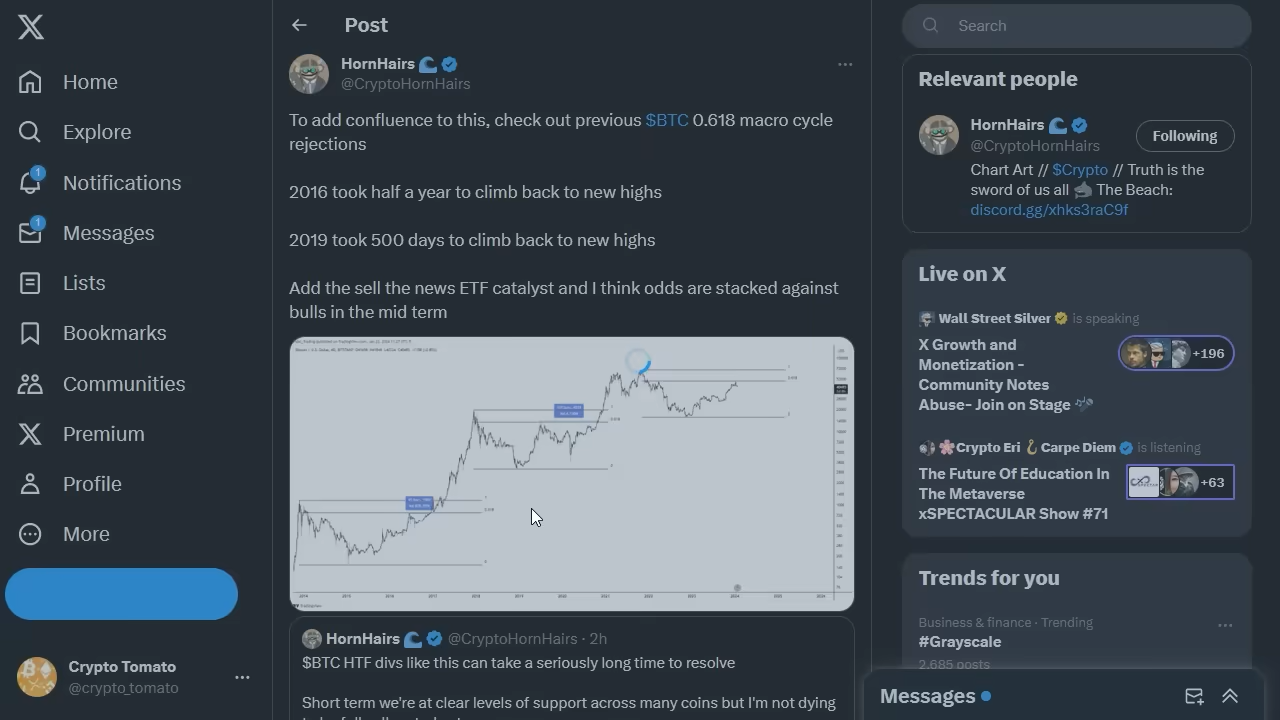 Home
Explore
1
Notifications
1
Messages
Lists
Bookmarks
Communities
Premium
Profile
More
Crypto Tomato
@crypto_tomato
Post
HornHairs
@CryptoHornHairs
To add confluence to this, check out previous $BTC 0.618 macro cycle
rejections
2016 took half a year to climb back to new highs
2019 took 500 days to climb back to new highs
Add the sell the news ETF catalyst and I think odds are stacked against
bulls in the mid term
HornHairs @CryptoHornHairs · 2h
$BTC HTF divs like this can take a seriously long time to resolve
Short term we're at clear levels of support across many coins but I'm not dying
Search
Relevant people
HornHairs
@CryptoHornHairs
Following
Chart Art // $Crypto // Truth is the
sword of us all The Beach:
discord.gg/xhks3raC9f
Live on X
Wall Street Silver is speaking
X Growth and
Monetization -
Community Notes
Abuse- Join on Stage
+196
Crypto Eri Carpe Diem is listening
The Future Of Education In
The Metaverse
xSPECTACULAR Show #71
+63
Trends for you
Business & finance · Trending
#Grayscale
2,685 posts
Messages